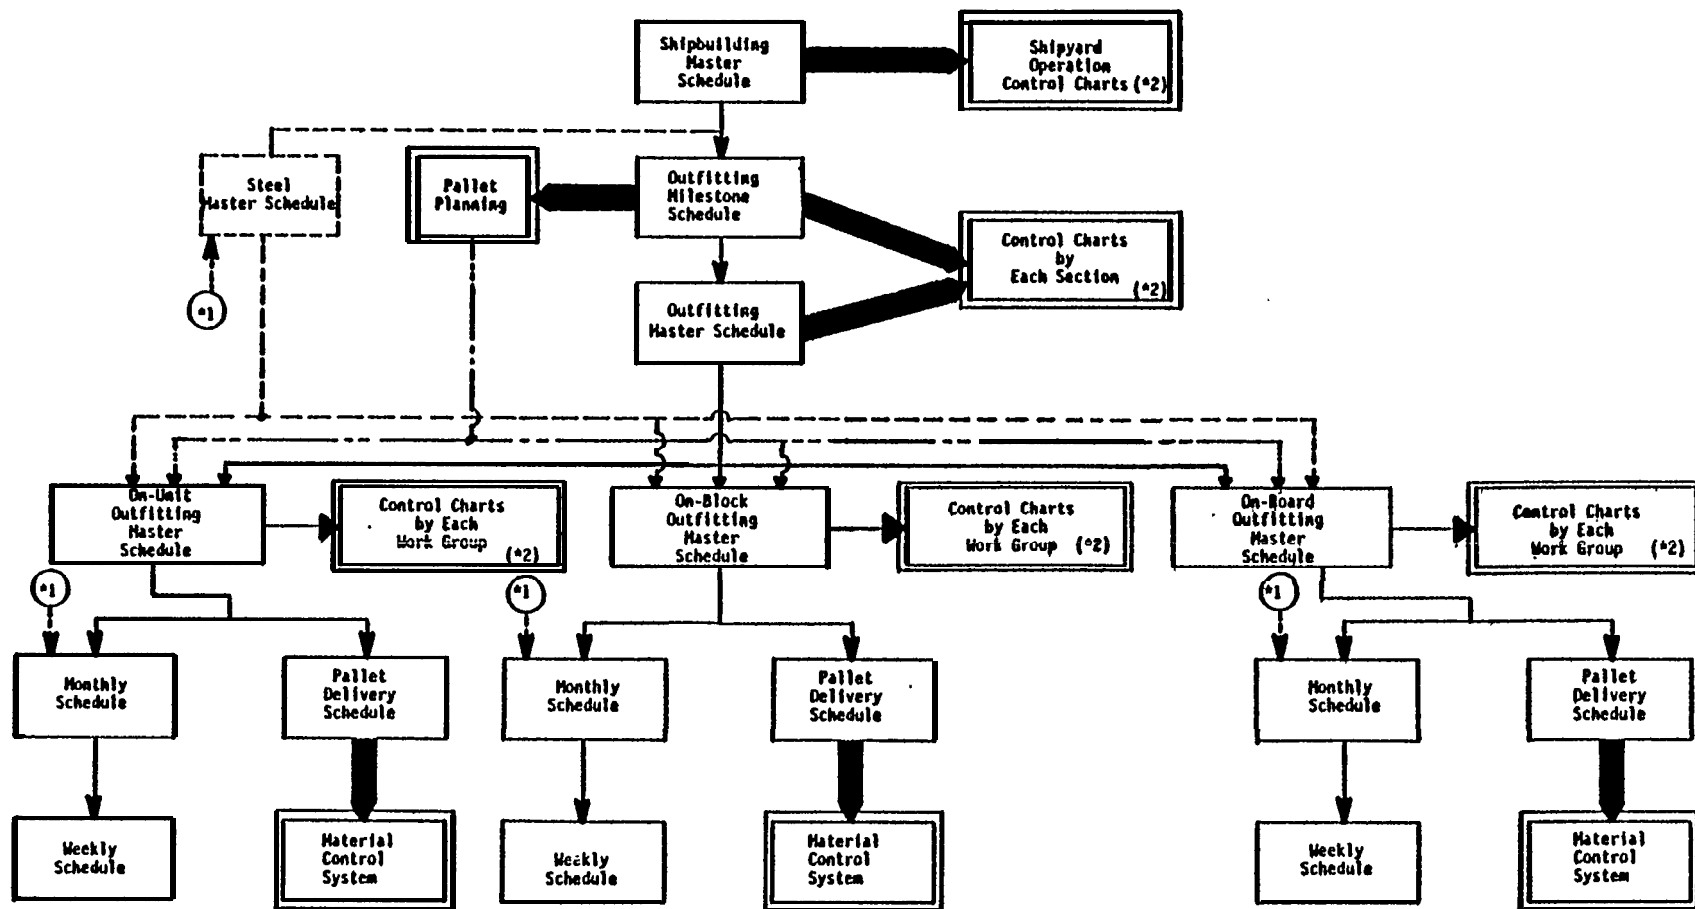 Shipbuilding
Master
Schedule
Shipyard
Operation
Control Charts (*2)
Steel
Master Schedule
Pallet
Planning
Outfitting
Milestone
Schedule
Control Charts
by
Each Section
(*2)
*1
Outfitting
Master Schedule
On-Unit
Outfitting
Master
Schedule
Control Charts
by Each
Work Group
(*2)
On-Block
Outfitting
Master
Schedule
Control Charts
by Each
Work Group (*2)
On-Board
Outfitting
Master
Schedule
Control Charts
by Each
Work Group (*2)
*1
*1
*1
Monthly
Schedule
Pallet
Delivery
Schedule
Monthly
Schedule
Pallet
Delivery
Schedule
Monthly
Schedule
Pallet
Delivery
Schedule
Weekly
Schedule
Material
Control
System
Weekly
Schedule
Material
Control
System
Weekly
Schedule
Material
Control
System